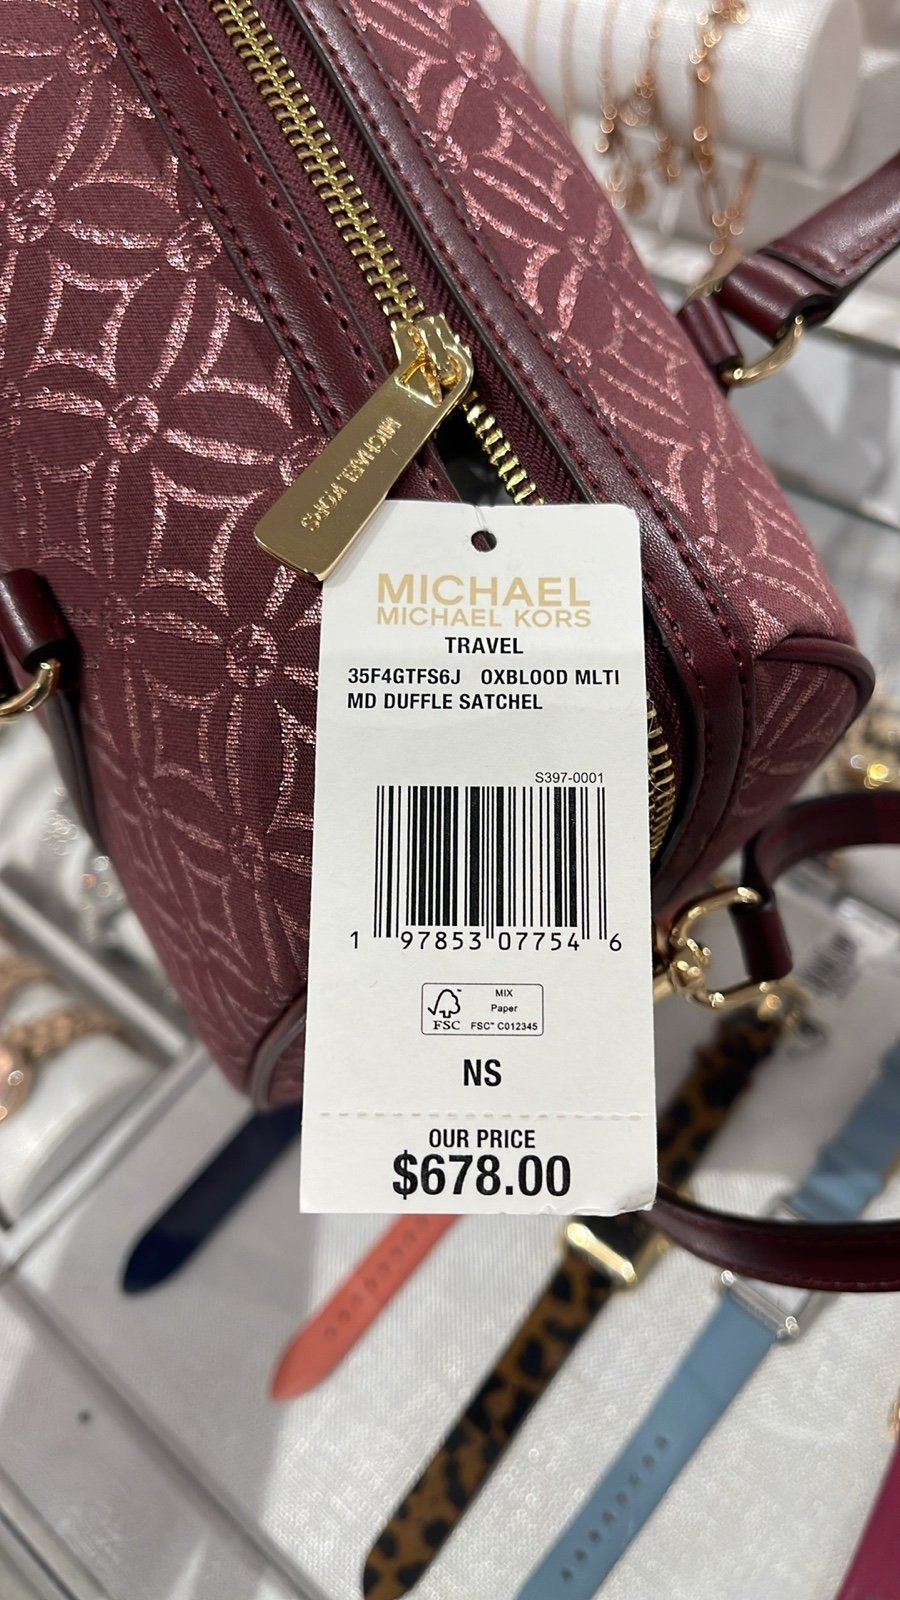 MICHAEL KORS
MICHAEL
MICHAEL KORS
TRAVEL
35F4GTFS6J OXBLOOD MLTI
MD DUFFLE SATCHEL
S397-0001
1 97853 07754 6
FSC™
MIX
Paper
FSC™ C012345
NS
OUR PRICE
$678.00